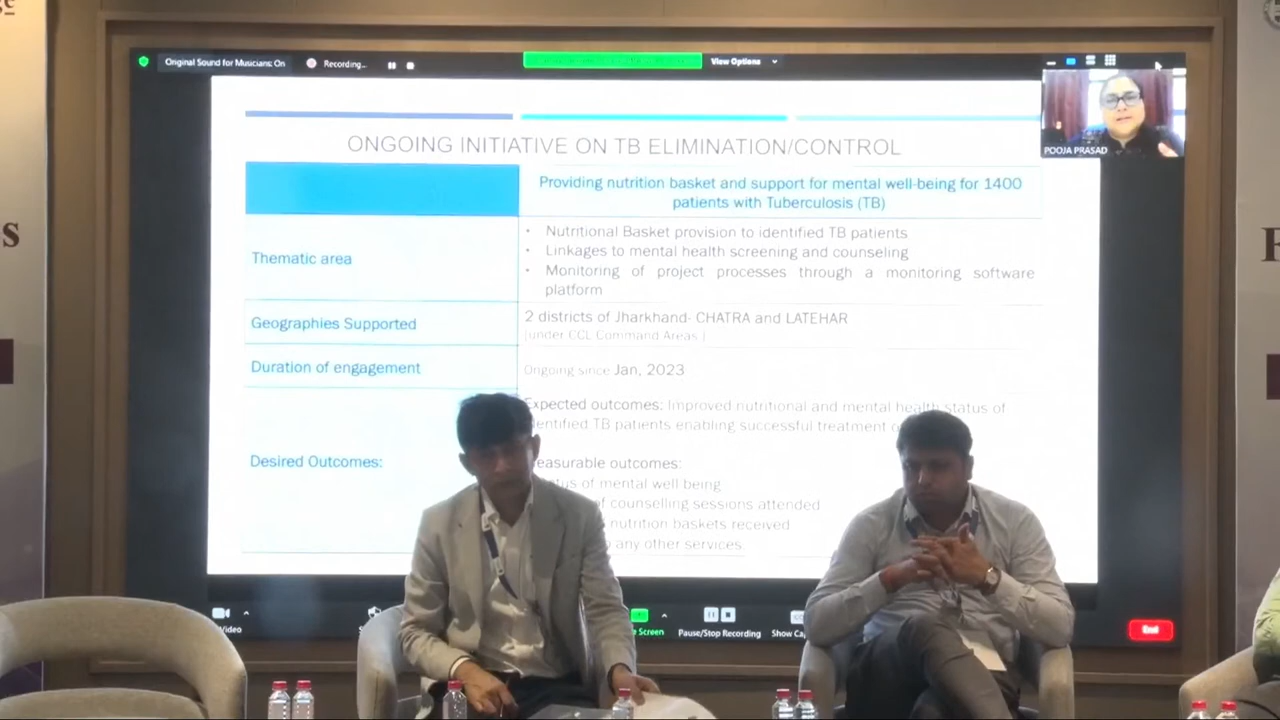 Original Sound for Musicians: On
Recording...
View Options
POOJA PRASAD
ONGOING INITIATIVE ON TB ELIMINATION/CONTROL
Providing nutrition basket and support for mental well-being for 1400
patients with Tuberculosis (TB)
Thematic area
• Nutritional Basket provision to identified TB patients
• Linkages to mental health screening and counseling
• Monitoring of project processes through a monitoring software
platform
Geographies Supported
2 districts of Jharkhand- CHATRA and LATEHAR
(under CCL Command Areas )
Duration of engagement
Ongoing since Jan, 2023
Desired Outcomes:
Expected outcomes: Improved nutritional and mental health status of
identified TB patients enabling successful treatment
easurable outcomes:
of mental well being
of counselling sessions attended
nutrition baskets received
any other services
Screen
Pause/Stop Recording
Show
End